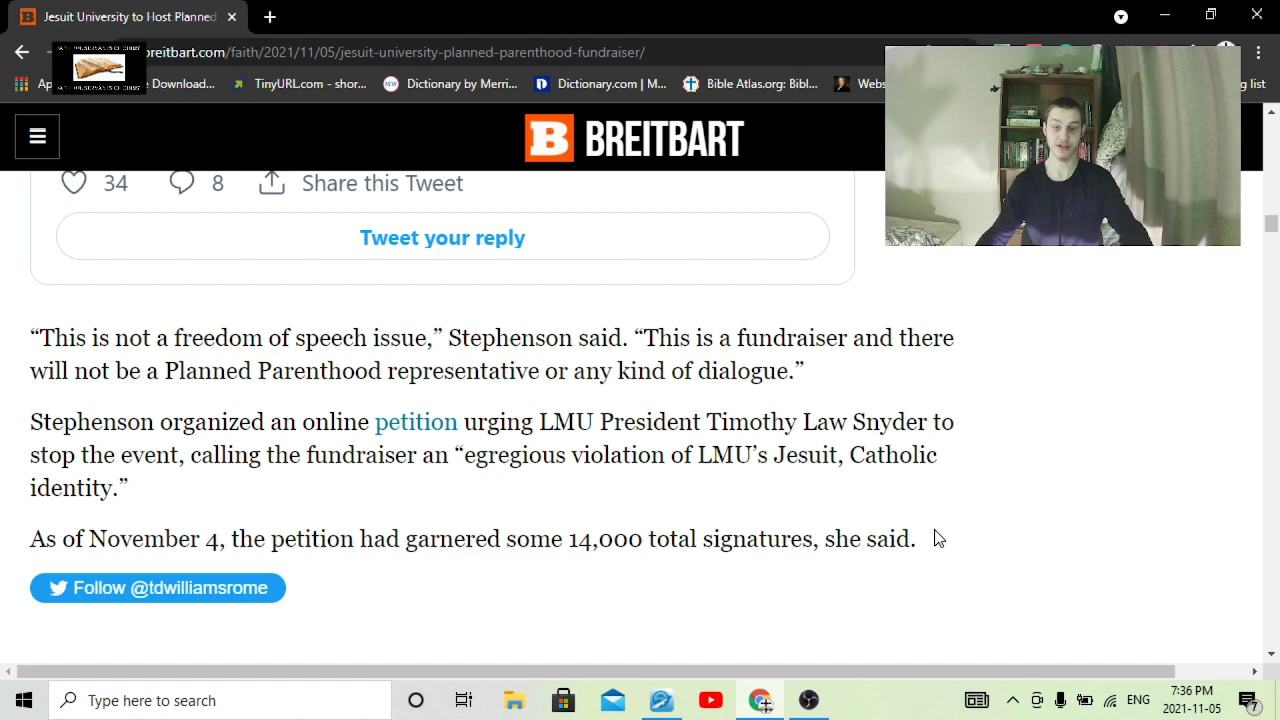 Jesuit University to Host Planned
breitbart.com/faith/2021/11/05/jesuit-university-planned-parenthood-fundraiser/
Download...
TinyURL.com - shor...
Dictionary by Merri...
Dictionary.com | M...
Bible Atlas.org: Bibl...
Webs
g list
B BREITBART
34
8
Share this Tweet
Tweet your reply
“This is not a freedom of speech issue,” Stephenson said. “This is a fundraiser and there
will not be a Planned Parenthood representative or any kind of dialogue.”
Stephenson organized an online petition urging LMU President Timothy Law Snyder to
stop the event, calling the fundraiser an “egregious violation of LMU’s Jesuit, Catholic
identity.”
As of November 4, the petition had garnered some 14,000 total signatures, she said.
Follow @tdwilliamsrome
Type here to search
ENG
7:36 PM
2021-11-05
7